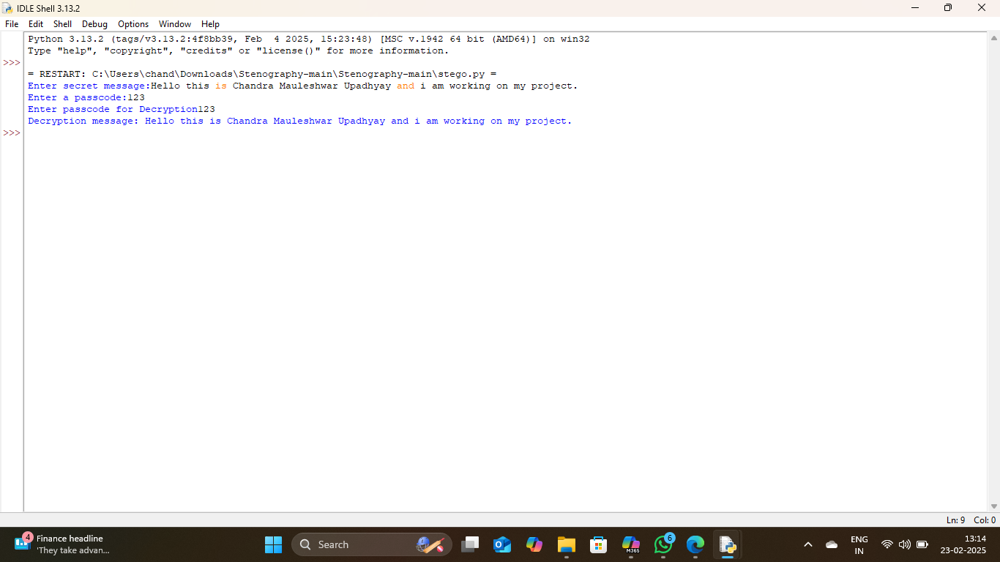 IDLE Shell 3.13.2
File Edit Shell Debug Options Window Help
Python 3.13.2 (tags/v3.13.2:4f8bb39, Feb  4 2025, 15:23:48) [MSC v.1942 64 bit (AMD64)] on win32
Type "help", "copyright", "credits" or "license()" for more information.
>>>
= RESTART: C:\Users\chand\Downloads\Stenography-main\Stenography-main\stego.py =
Enter secret message:Hello this is Chandra Mauleshwar Upadhyay and i am working on my project.
Enter a passcode:123
Enter passcode for Decryption123
Decryption message: Hello this is Chandra Mauleshwar Upadhyay and i am working on my project.
>>>
Ln: 9 Col: 0
4
Finance headline
'They take advan...
Search
M365
6
ENG
IN
13:14
23-02-2025